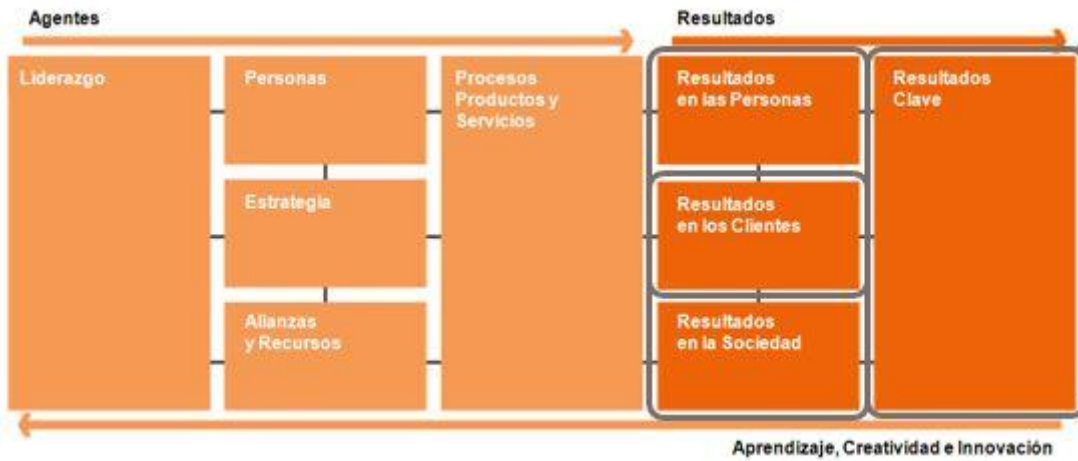 Agentes
Resultados
Liderazgo
Personas
Procesos
Productos y
Servicios
Resultados
en las Personas
Resultados
Clave
Estrategia
Resultados
en los Clientes
Alianzas
y Recursos
Resultados
en la Sociedad
Aprendizaje, Creatividad e Innovación